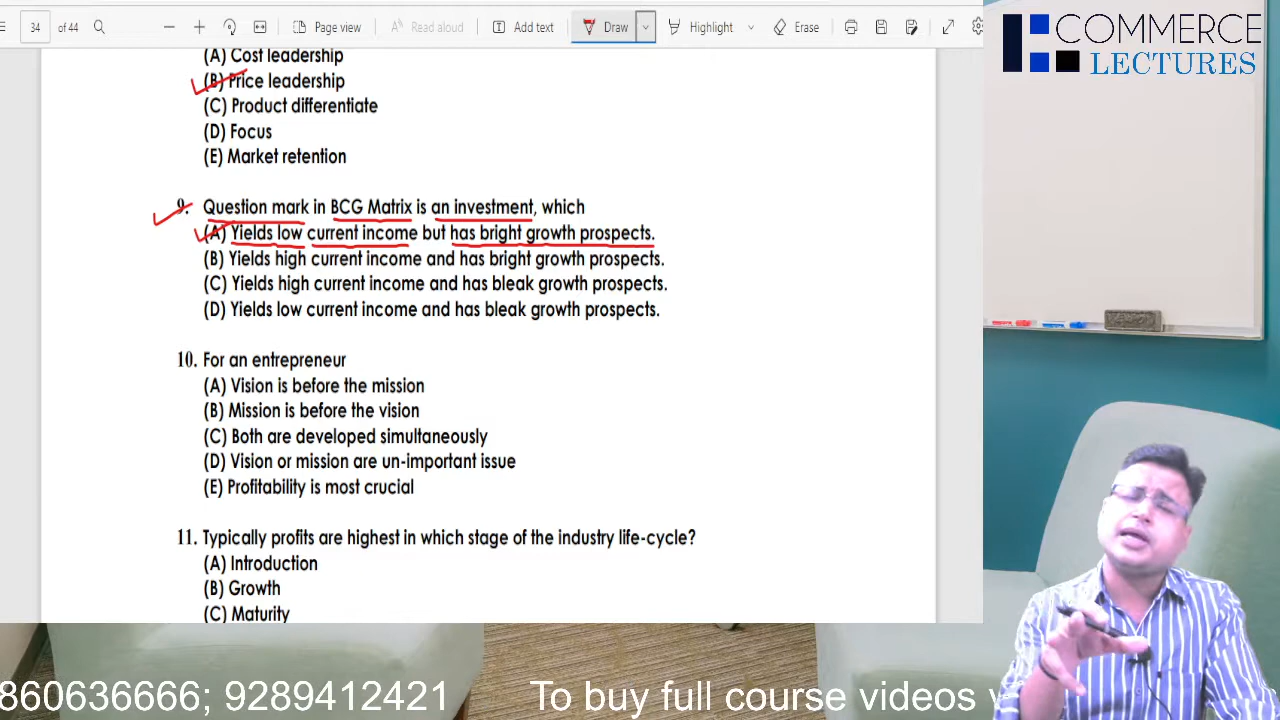 34 of 44
Page view
Read aloud
Add text
Draw
Highlight
Erase
COMMERCE
LECTURES
(A) Cost leadership
(B) Price leadership
(C) Product differentiate
(D) Focus
(E) Market retention
9. Question mark in BCG Matrix is an investment, which
(A) Yields low current income but has bright growth prospects.
(B) Yields high current income and has bright growth prospects.
(C) Yields high current income and has bleak growth prospects.
(D) Yields low current income and has bleak growth prospects.
10. For an entrepreneur
(A) Vision is before the mission
(B) Mission is before the vision
(C) Both are developed simultaneously
(D) Vision or mission are un-important issue
(E) Profitability is most crucial
11. Typically profits are highest in which stage of the industry life-cycle?
(A) Introduction
(B) Growth
(C) Maturity
860636666; 9289412421 To buy full course videos